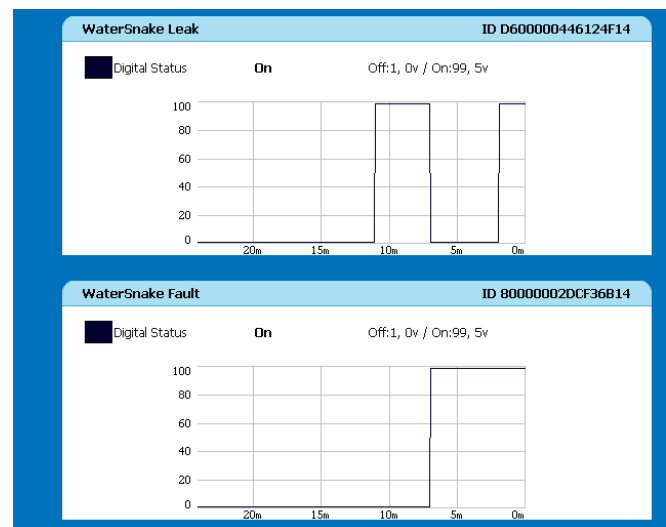 WaterSnake Leak ID D600000446124F14
Digital Status On Off:1, 0v / On:99, 5v
100
80
60
40
20
0
20m 15m 10m 5m 0m
WaterSnake Fault ID 80000002DCF36B14
Digital Status On Off:1, 0v / On:99, 5v
100
80
60
40
20
0
20m 15m 10m 5m 0m